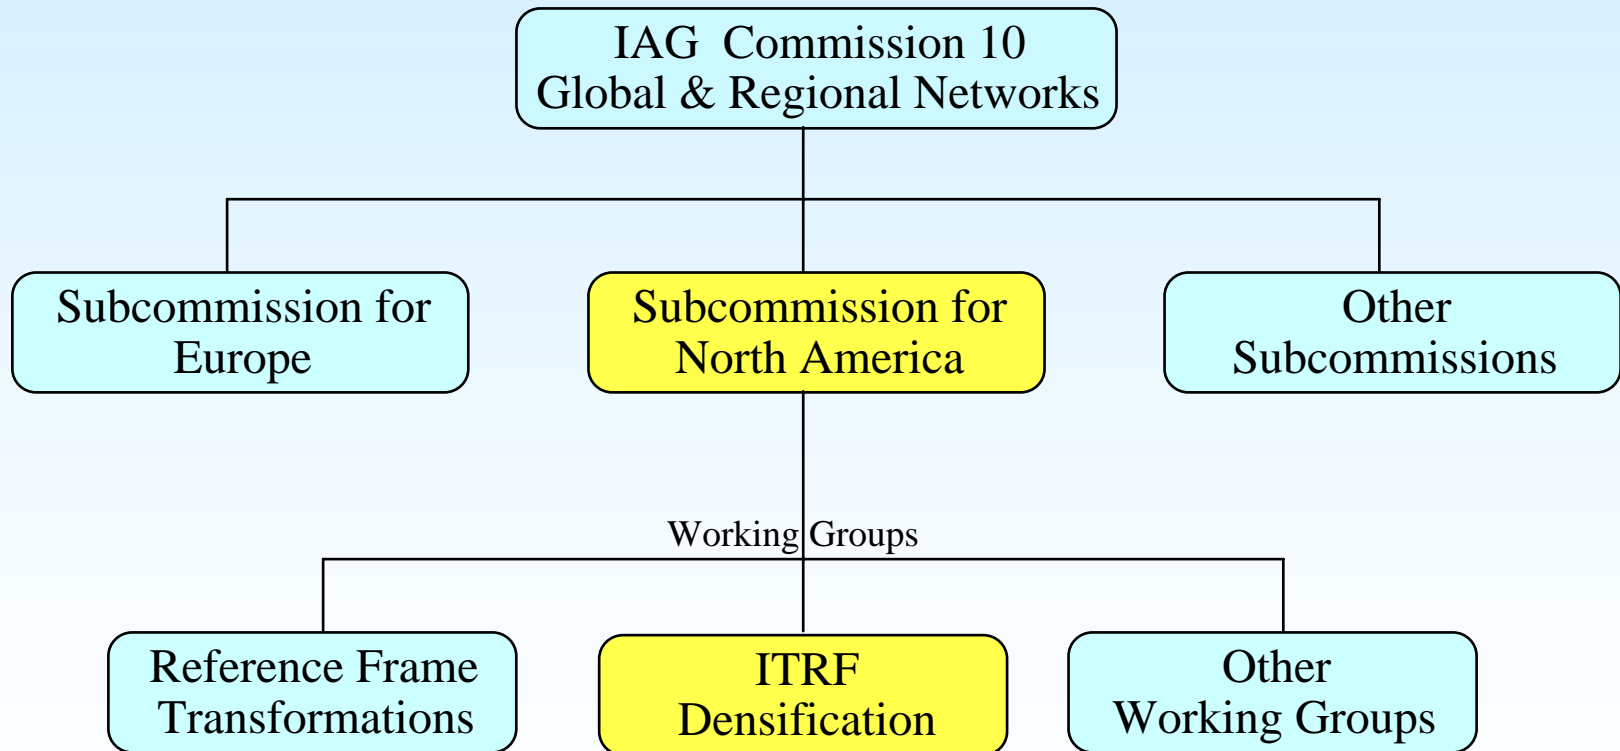 IAG Commission 10
Global & Regional Networks
Subcommission for
Europe
Subcommission for
North America
Other
Subcommissions
Working Groups
Reference Frame
Transformations
ITRF
Densification
Other
Working Groups